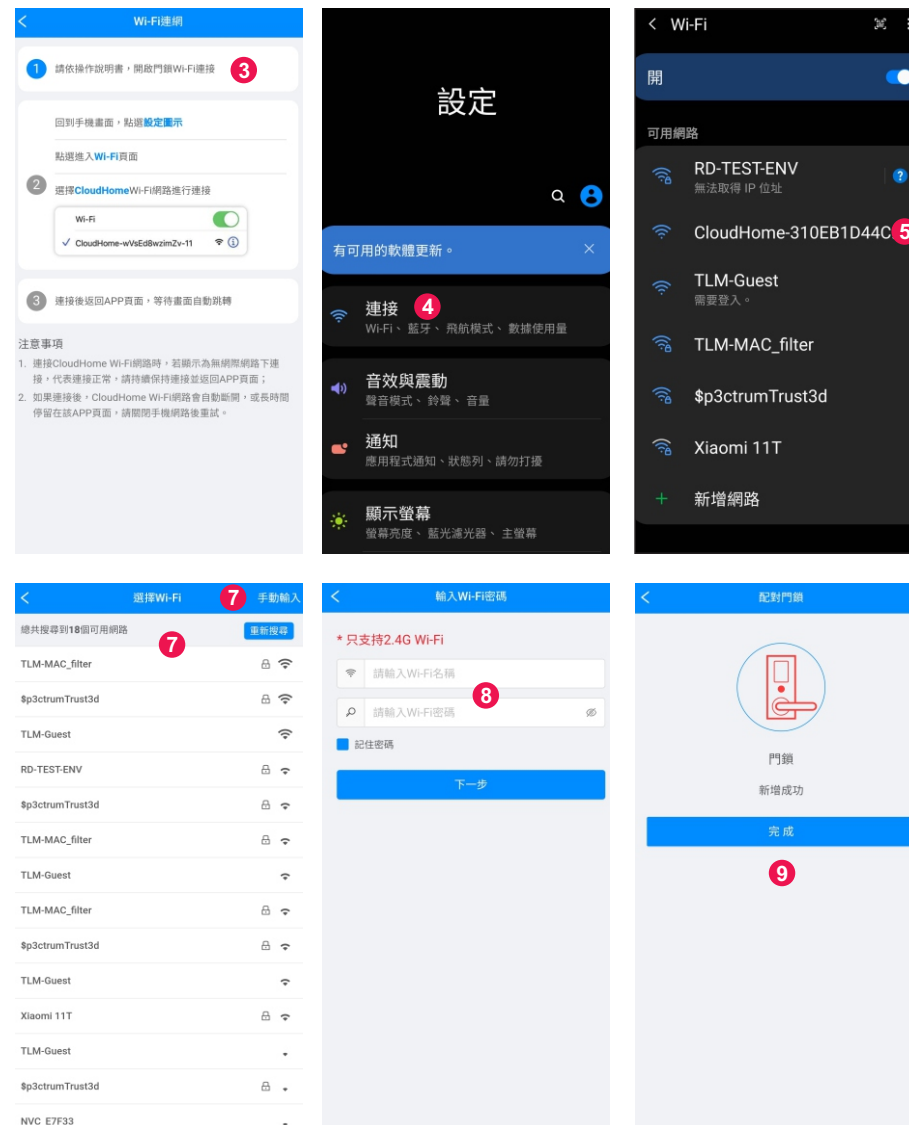 Wi-Fi連網
1 請依操作說明書，開啟門鎖Wi-Fi連接 3
回到手機畫面，點選設定圖示
點選進入Wi-Fi頁面
2 選擇CloudHomeWi-Fi網路進行連接
Wi-Fi
CloudHome-wVsEd8wzimZv-11
3 連接後返回APP頁面，等待畫面自動跳轉
注意事項
1. 連接CloudHome Wi-Fi網路時，若顯示為無網際網路下連
接，代表連接正常，請持續保持連接並返回APP頁面；
2. 如果連接後，CloudHome Wi-Fi網路會自動斷開，或長時間
停留在該APP頁面，請關閉手機網路後重試。
設定
有可用的軟體更新。
連接 4
Wi-Fi、藍牙、飛航模式、數據使用量
音效與震動
聲音模式、鈴聲、音量
通知
應用程式通知、狀態列、請勿打擾
顯示螢幕
螢幕亮度、藍光濾光器、主螢幕
Wi-Fi
開
可用網路
RD-TEST-ENV
無法取得 IP 位址
CloudHome-310EB1D44C 5
TLM-Guest
需要登入。
TLM-MAC_filter
$p3ctrumTrust3d
Xiaomi 11T
新增網路
選擇Wi-Fi 7 手動輸入
總共搜尋到18個可用網路 7 重新搜尋
TLM-MAC_filter
$p3ctrumTrust3d
TLM-Guest
RD-TEST-ENV
$p3ctrumTrust3d
TLM-MAC_filter
TLM-Guest
TLM-MAC_filter
$p3ctrumTrust3d
TLM-Guest
Xiaomi 11T
TLM-Guest
$p3ctrumTrust3d
NVC_E7F33
輸入Wi-Fi密碼
* 只支持2.4G Wi-Fi
請輸入Wi-Fi名稱
8
請輸入Wi-Fi密碼
記住密碼
下一步
配對門鎖
門鎖
新增成功
完成
9